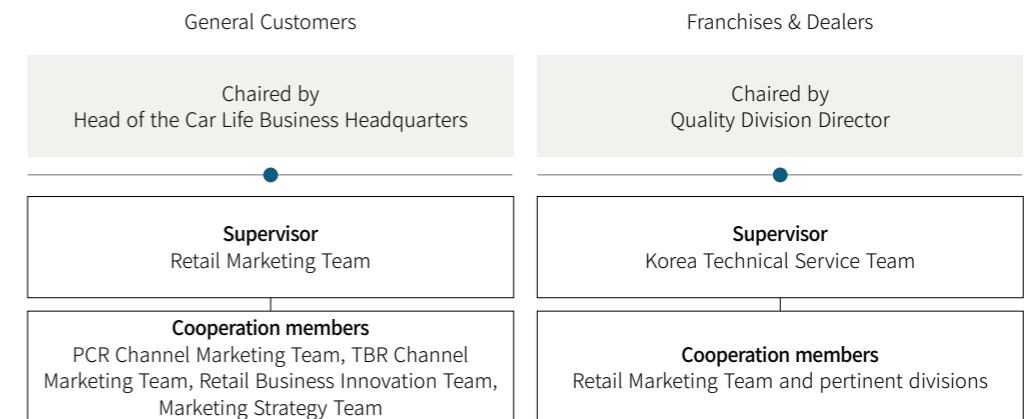 General Customers
Chaired by
Head of the Car Life Business Headquarters
Supervisor
Retail Marketing Team
Cooperation members
PCR Channel Marketing Team, TBR Channel
Marketing Team, Retail Business Innovation Team,
Marketing Strategy Team
Franchises & Dealers
Chaired by
Quality Division Director
Supervisor
Korea Technical Service Team
Cooperation members
Retail Marketing Team and pertinent divisions